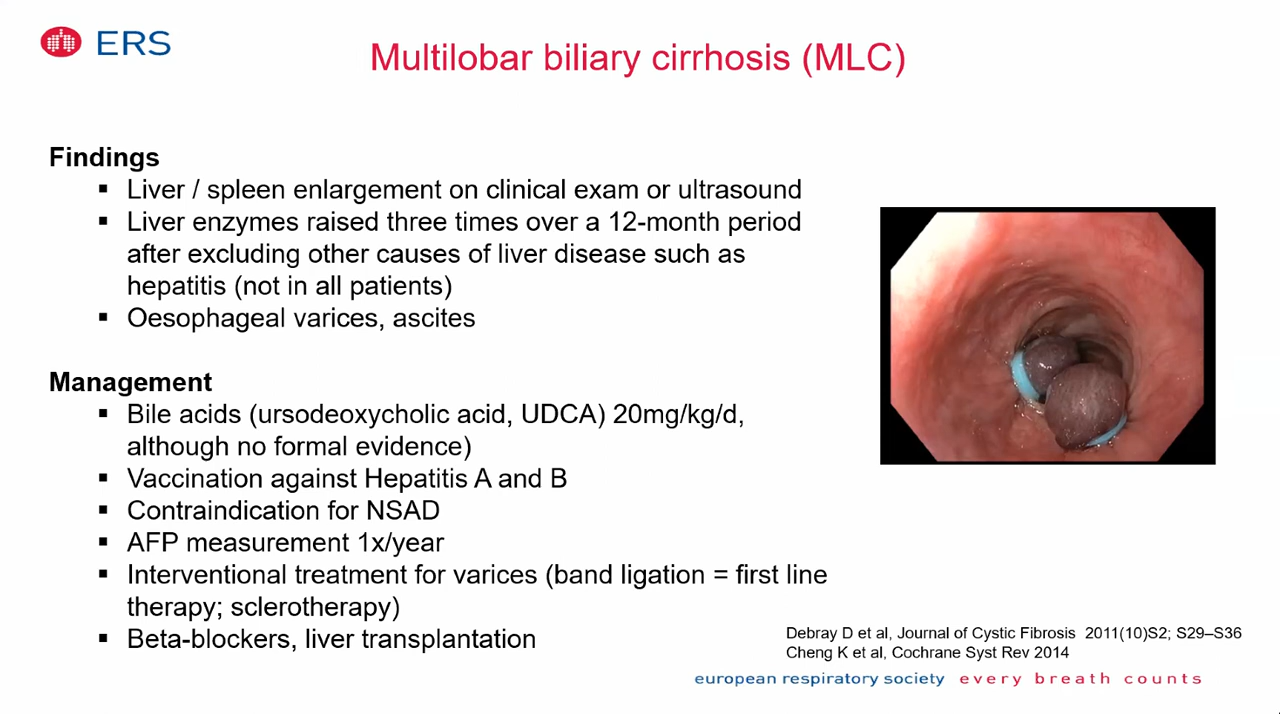 ERS
Multilobar biliary cirrhosis (MLC)
Findings
▪ Liver / spleen enlargement on clinical exam or ultrasound
▪ Liver enzymes raised three times over a 12-month period
after excluding other causes of liver disease such as
hepatitis (not in all patients)
▪ Oesophageal varices, ascites
Management
▪ Bile acids (ursodeoxycholic acid, UDCA) 20mg/kg/d,
although no formal evidence)
▪ Vaccination against Hepatitis A and B
▪ Contraindication for NSAD
▪ AFP measurement 1x/year
▪ Interventional treatment for varices (band ligation = first line
therapy; sclerotherapy)
▪ Beta-blockers, liver transplantation
Debray D et al, Journal of Cystic Fibrosis 2011(10)S2; S29–S36
Cheng K et al, Cochrane Syst Rev 2014
european respiratory society every breath counts